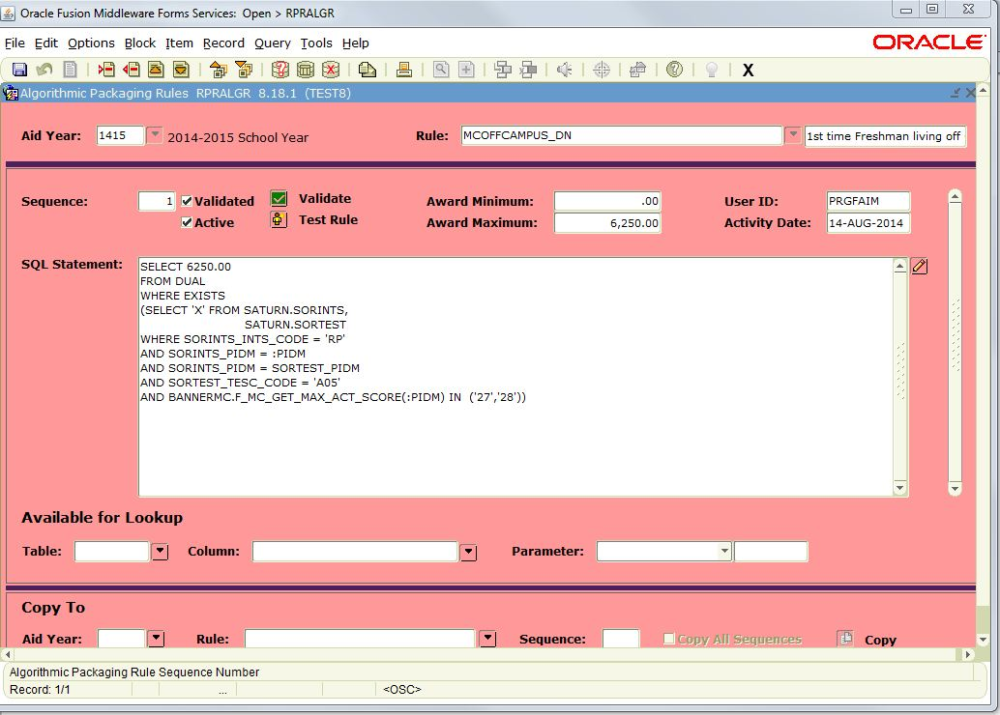 Oracle Fusion Middleware Forms Services:  Open > RPRALGR
File Edit Options Block Item Record Query Tools Help
ORACLE
X
Algorithmic Packaging Rules  RPRALGR  8.18.1  (TEST8)
Aid Year: 1415 2014-2015 School Year Rule: MCOFFCAMPUS_DN 1st time Freshman living off
Sequence: 1 Validated Validate Award Minimum: .00 User ID: PRGFAIM
Active Test Rule Award Maximum: 6,250.00 Activity Date: 14-AUG-2014
SQL Statement: SELECT 6250.00
FROM DUAL
WHERE EXISTS
(SELECT 'X' FROM SATURN.SORINTS,
SATURN.SORTEST
WHERE SORINTS_INTS_CODE = 'RP'
AND SORINTS_PIDM = :PIDM
AND SORINTS_PIDM = SORTEST_PIDM
AND SORTEST_TESC_CODE = 'A05'
AND BANNERMC.F_MC_GET_MAX_ACT_SCORE(:PIDM) IN  ('27','28'))
Available for Lookup
Table: Column: Parameter:
Copy To
Aid Year: Rule: Sequence: Copy All Sequences Copy
Algorithmic Packaging Rule Sequence Number
Record: 1/1 ... <OSC>